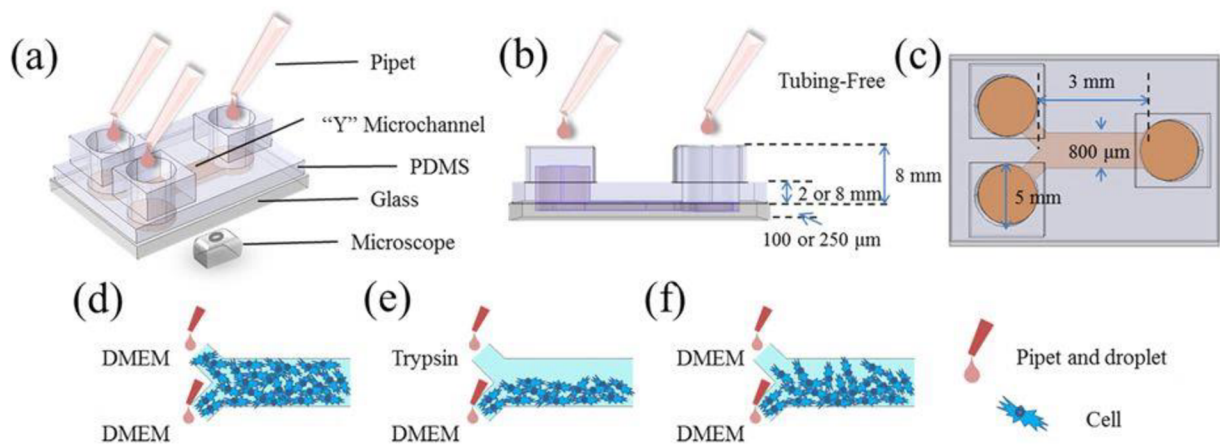 (a)
Pipet
“Y” Microchannel
PDMS
Glass
Microscope
(b)
Tubing-Free
8 mm
2 or 8 mm
100 or 250 μm
(c)
3 mm
800 μm
5 mm
(d)
DMEM
DMEM
(e)
Trypsin
DMEM
(f)
DMEM
DMEM
Pipet and droplet
Cell